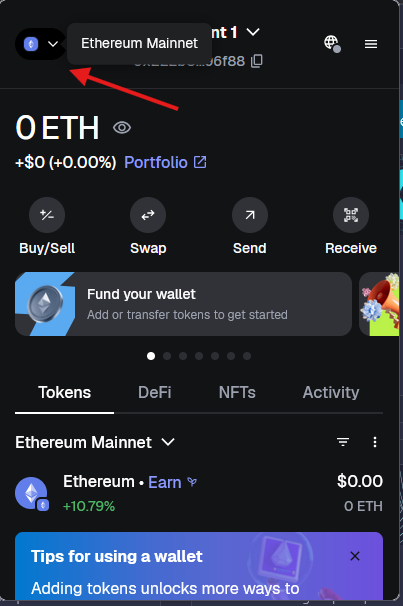 Ethereum Mainnet
nt 1
6f88
0 ETH
+$0 (+0.00%) Portfolio
Buy/Sell
Swap
Send
Receive
Fund your wallet
Add or transfer tokens to get started
Tokens
DeFi
NFTs
Activity
Ethereum Mainnet
Ethereum • Earn
$0.00
+10.79%
0 ETH
Tips for using a wallet
Adding tokens unlocks more ways to